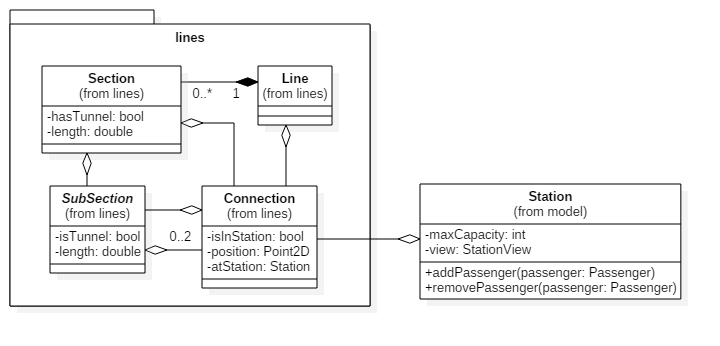 lines
Section
(from lines)
-hasTunnel: bool
-length: double
0..*
1
Line
(from lines)
SubSection
(from lines)
-isTunnel: bool
-length: double
0..2
Connection
(from lines)
-isInStation: bool
-position: Point2D
-atStation: Station
Station
(from model)
-maxCapacity: int
-view: StationView
+addPassenger(passenger: Passenger)
+removePassenger(passenger: Passenger)